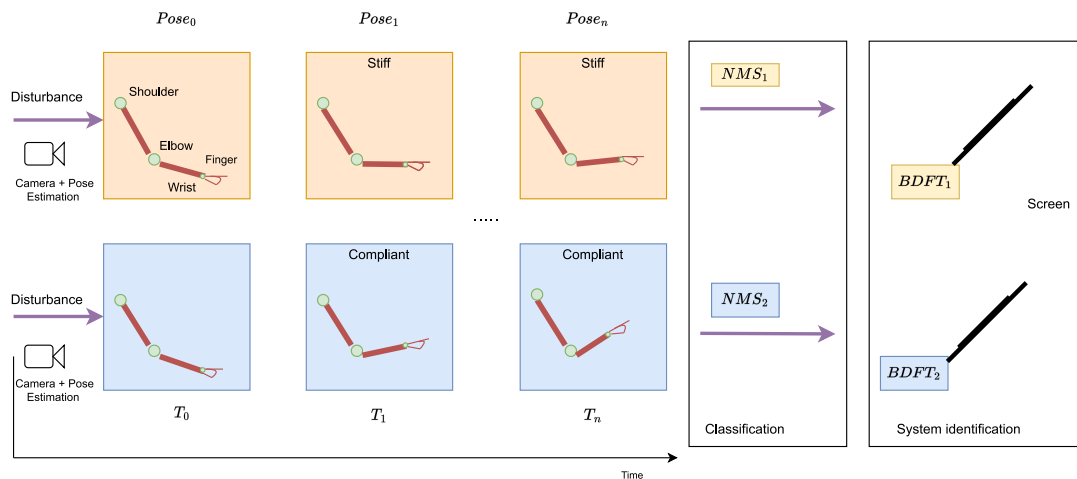 Pose₀
Pose₁
Poseₙ
Disturbance
Shoulder
Elbow
Finger
Wrist
Camera + Pose
Estimation
Stiff
Stiff
NMS₁
BDFT₁
Screen
.....
Disturbance
Camera + Pose
Estimation
Compliant
Compliant
NMS₂
BDFT₂
T₀
T₁
Tₙ
Classification
System identification
Time